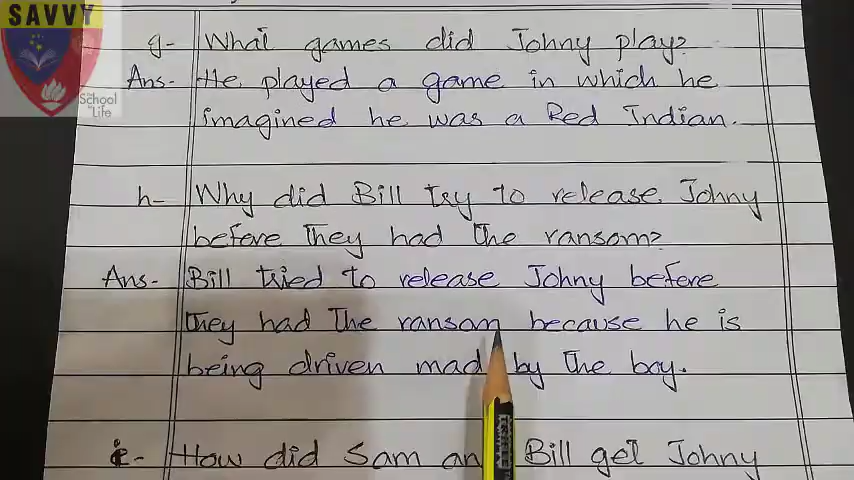 SAVVY
The School of Life
g- What games did Johny play?
Ans- He played a game in which he
imagined he was a Red Indian.
h- Why did Bill try to release Johny
before They had The ransom?
Ans- Bill tried to release Johny before
They had The ransom because he is
being driven mad by The boy.
i- How did Sam an Bill get Johny